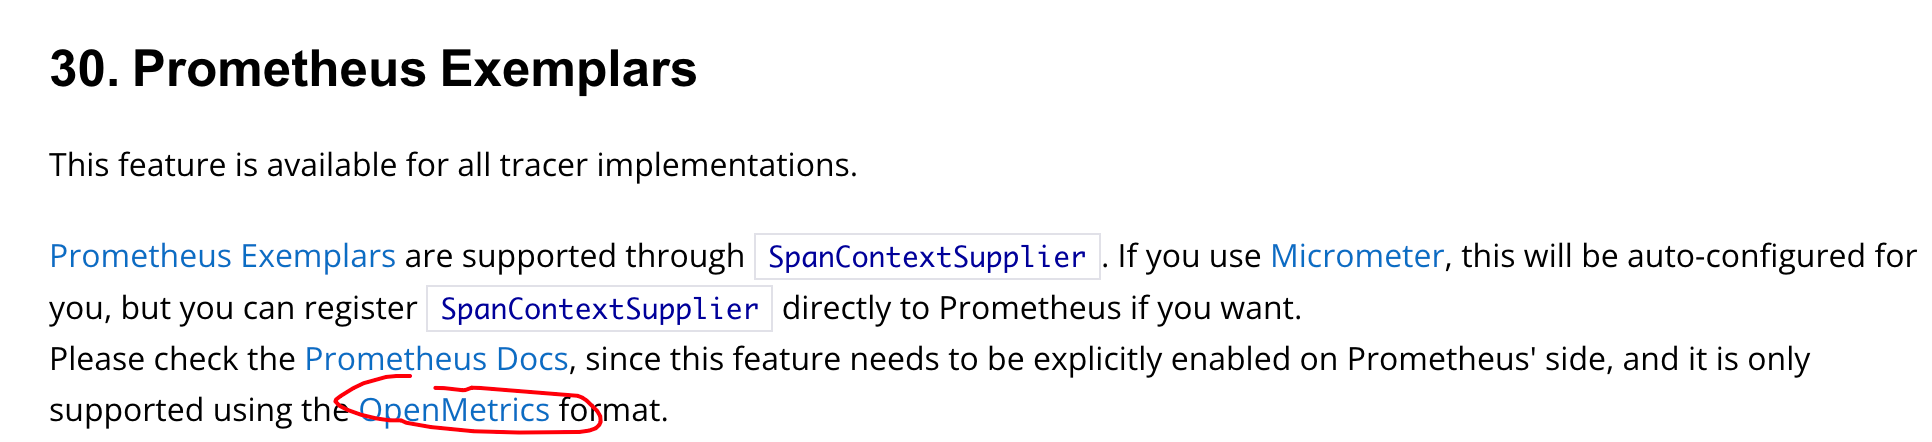 30. Prometheus Exemplars
This feature is available for all tracer implementations.
Prometheus Exemplars are supported through SpanContextSupplier. If you use Micrometer, this will be auto-configured for
you, but you can register SpanContextSupplier directly to Prometheus if you want.
Please check the Prometheus Docs, since this feature needs to be explicitly enabled on Prometheus' side, and it is only
supported using the OpenMetrics format.